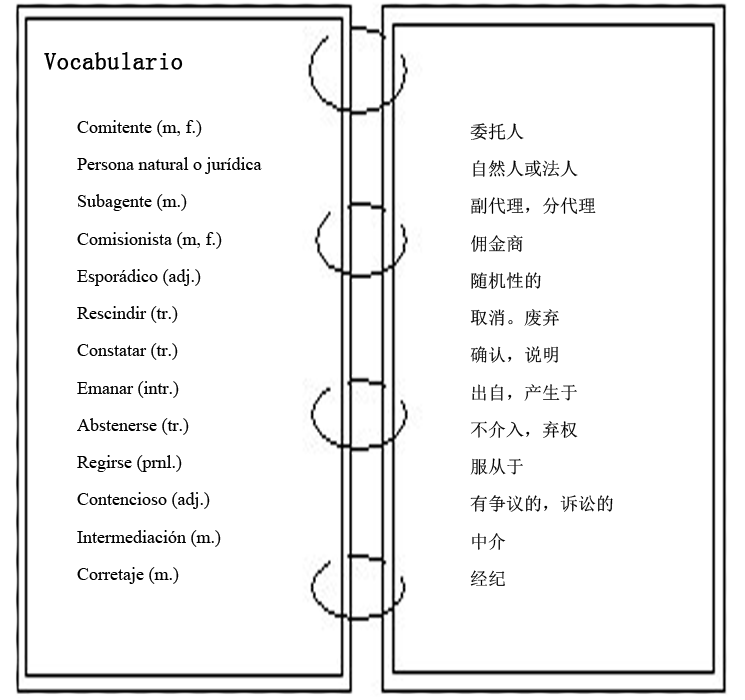 Vocabulario
Comitente (m, f.)
委托人
Persona natural o jurídica
自然人或法人
Subagente (m.)
副代理，分代理
Comisionista (m, f.)
佣金商
Esporádico (adj.)
随机性的
Rescindir (tr.)
取消。废弃
Constatar (tr.)
确认，说明
Emanar (intr.)
出自，产生于
Abstenerse (tr.)
不介入，弃权
Regirse (prnl.)
服从于
Contencioso (adj.)
有争议的，诉讼的
Intermediación (m.)
中介
Corretaje (m.)
经纪